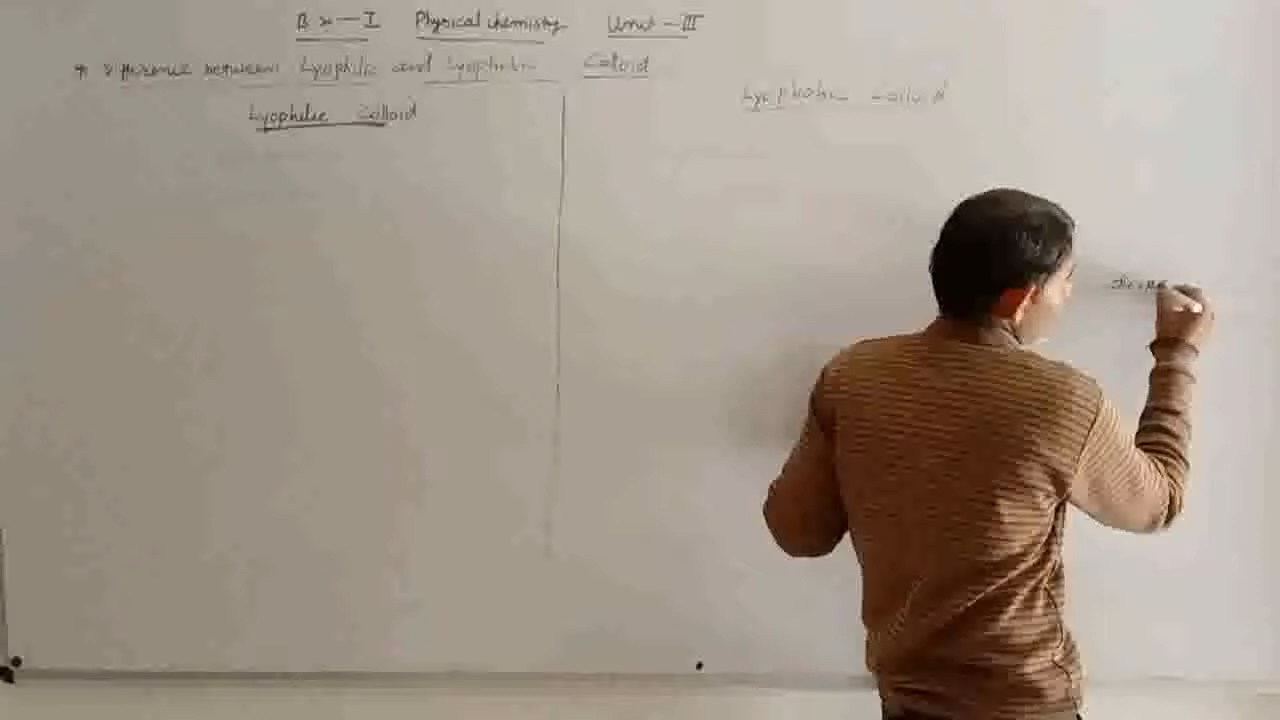 B Sc - I Physical chemistry Unit - III
* Difference between Lyophilic and Lyophobic Colloid
Lyophilic Colloid
Lyophobic Colloid